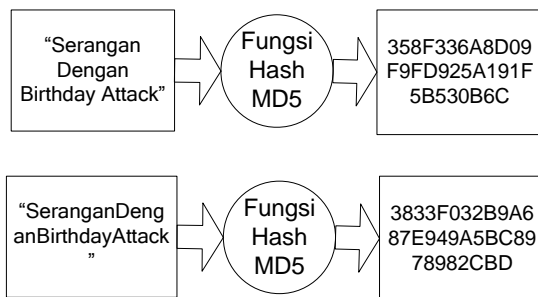 “Serangan
Dengan
Birthday Attack”
Fungsi
Hash
MD5
358F336A8D09
F9FD925A191F
5B530B6C
“SeranganDeng
anBirthdayAttack
”
Fungsi
Hash
MD5
3833F032B9A6
87E949A5BC89
78982CBD